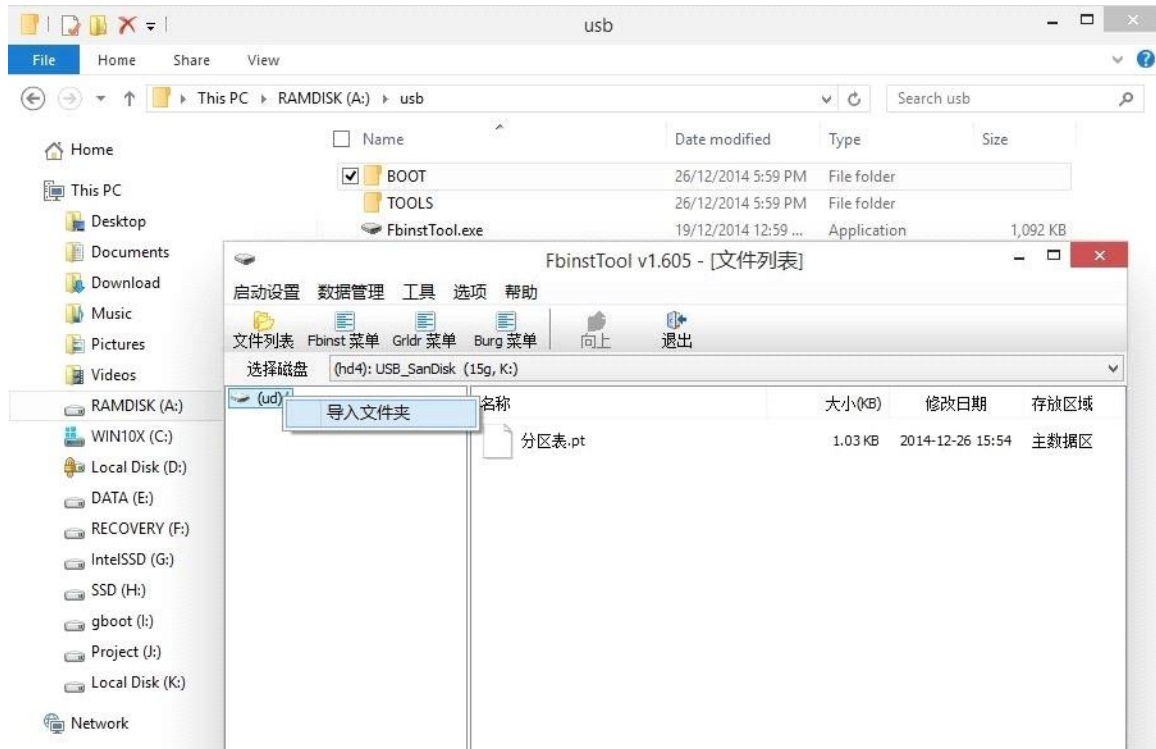 usb
File Home Share View
This PC RAMDISK (A:) usb Search usb
Name Date modified Type Size
Home
BOOT 26/12/2014 5:59 PM File folder
This PC
TOOLS 26/12/2014 5:59 PM File folder
Desktop
FbinstTool.exe 19/12/2014 12:59 ... Application 1,092 KB
Documents
Download
Music
Pictures
Videos
RAMDISK (A:)
WIN10X (C:)
Local Disk (D:)
DATA (E:)
RECOVERY (F:)
IntelSSD (G:)
SSD (H:)
gboot (I:)
Project (J:)
Local Disk (K:)
Network
FbinstTool v1.605 - [文件列表]
启动设置 数据管理 工具 选项 帮助
文件列表 Fbinst 菜单 Grldr 菜单 Burg 菜单 向上 退出
选择磁盘 (hd4): USB_SanDisk (15g, K:)
(ud)/
导入文件夹
名称 大小(KB) 修改日期 存放区域
分区表.pt 1.03 KB 2014-12-26 15:54 主数据区